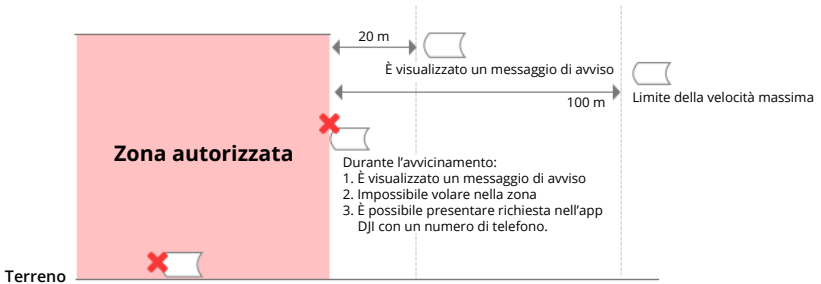 20 m
È visualizzato un messaggio di avviso
100 m
Limite della velocità massima
Zona autorizzata
Durante l’avvicinamento:
1. È visualizzato un messaggio di avviso
2. Impossibile volare nella zona
3. È possibile presentare richiesta nell’app
DJI con un numero di telefono.
Terreno